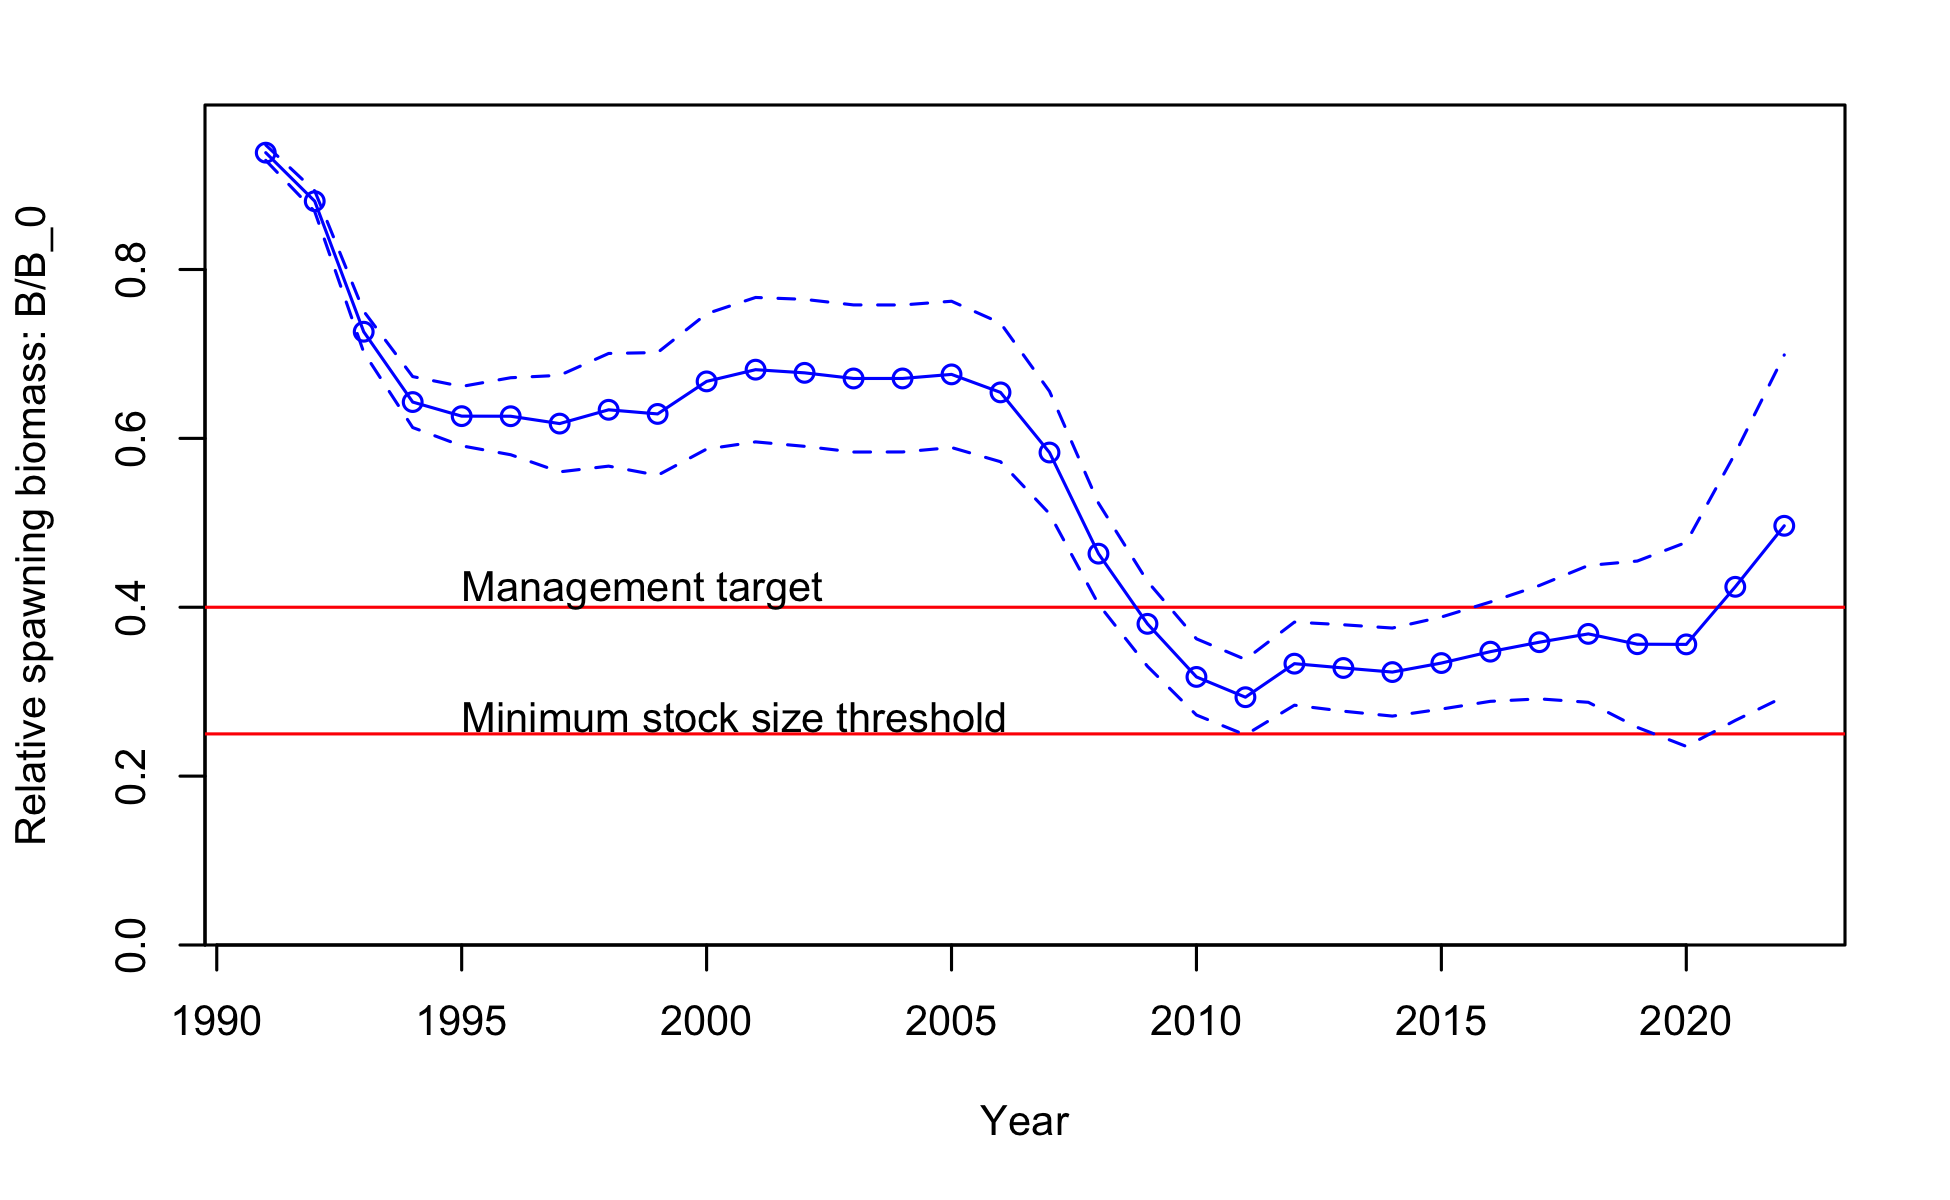 Relative spawning biomass: B/B_0
0.8
0.6
0.4
0.2
0.0
Management target
Minimum stock size threshold
1990 1995 2000 2005 2010 2015 2020
Year